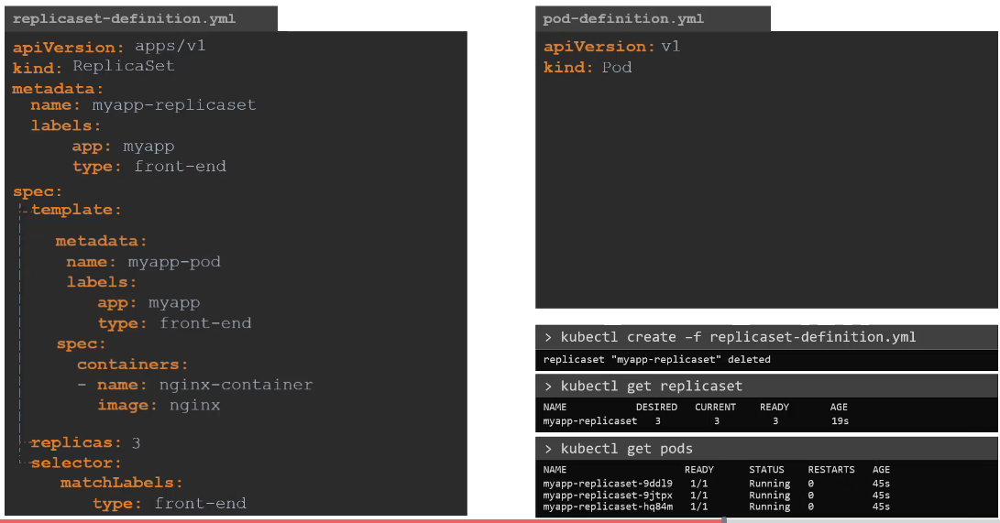 replicaset-definition.yml
apiVersion: apps/v1
kind: ReplicaSet
metadata:
name: myapp-replicaset
labels:
app: myapp
type: front-end
spec:
template:
metadata:
name: myapp-pod
labels:
app: myapp
type: front-end
spec:
containers:
- name: nginx-container
image: nginx
replicas: 3
selector:
matchLabels:
type: front-end
pod-definition.yml
apiVersion: v1
kind: Pod
> kubectl create –f replicaset-definition.yml
replicaset "myapp-replicaset" deleted
> kubectl get replicaset
NAME DESIRED CURRENT READY AGE
myapp-replicaset 3 3 3 19s
> kubectl get pods
NAME READY STATUS RESTARTS AGE
myapp-replicaset-9ddl9 1/1 Running 0 45s
myapp-replicaset-9jtpx 1/1 Running 0 45s
myapp-replicaset-hq84m 1/1 Running 0 45s